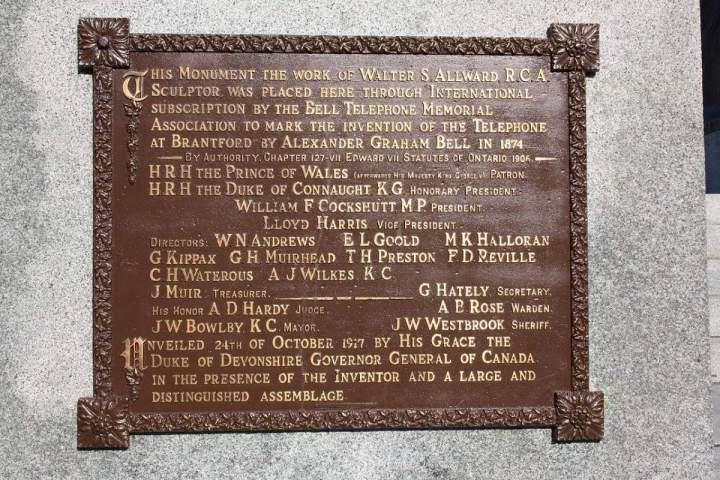 This Monument the work of Walter S. Allward R.C.A.
Sculptor was placed here through International
subscription by the Bell Telephone Memorial
Association to mark the invention of the Telephone
at Brantford by Alexander Graham Bell in 1874
By Authority. Chapter 127-VII Edward VII Statutes of Ontario 1906.
H R H the Prince of Wales (afterwards His Majesty King George V) Patron.
H R H the Duke of Connaught K G Honorary President.
William F Cockshutt M P President.
Lloyd Harris Vice President.
Directors: W N Andrews E L Goold M K Halloran
G Kippax G H Muirhead T H Preston F D Reville
C H Waterous A J Wilkes K C
J Muir Treasurer. G Hately Secretary.
His Honor A D Hardy Judge. A B Rose Warden.
J W Bowlby K C Mayor. J W Westbrook Sheriff.
Unveiled 24th of October 1917 by His Grace the
Duke of Devonshire Governor General of Canada
in the presence of the inventor and a large and
distinguished assemblage